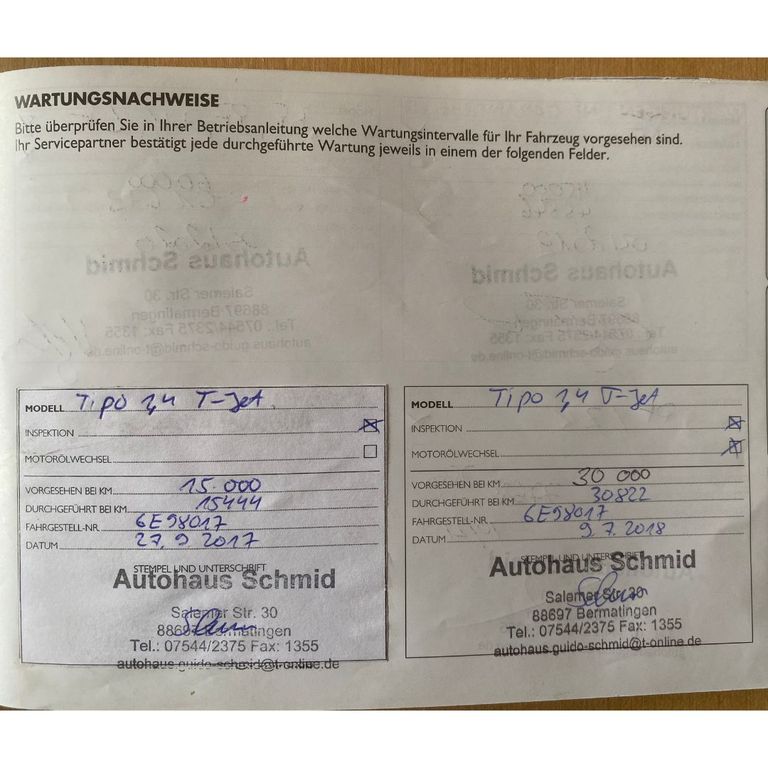 WARTUNGSNACHWEISE
Bitte überprüfen Sie in Ihrer Betriebsanleitung welche Wartungsintervalle für Ihr Fahrzeug vorgesehen sind.
Ihr Servicepartner bestätigt jede durchgeführte Wartung jeweils in einem der folgenden Felder.
MODELL Tipo 1,4 T-Jet
INSPEKTION
MOTORÖLWECHSEL
VORGESEHEN BEI KM 15.000
DURCHGEFÜHRT BEI KM 15444
FAHRGESTELL-NR. 6E98017
DATUM 27.9.2017
STEMPEL UND UNTERSCHRIFT
Autohaus Schmid
Salemer Str. 30
88697 Bermatingen
Tel.: 07544/2375 Fax: 1355
autohaus.guido-schmid@t-online.de
MODELL Tipo 1,4 T-Jet
INSPEKTION
MOTORÖLWECHSEL
VORGESEHEN BEI KM 30 000
DURCHGEFÜHRT BEI KM 30822
FAHRGESTELL-NR. 6E98017
DATUM 9.7.2018
STEMPEL UND UNTERSCHRIFT
Autohaus Schmid
Salemer Str. 30
88697 Bermatingen
Tel.: 07544/2375 Fax: 1355
autohaus.guido-schmid@t-online.de